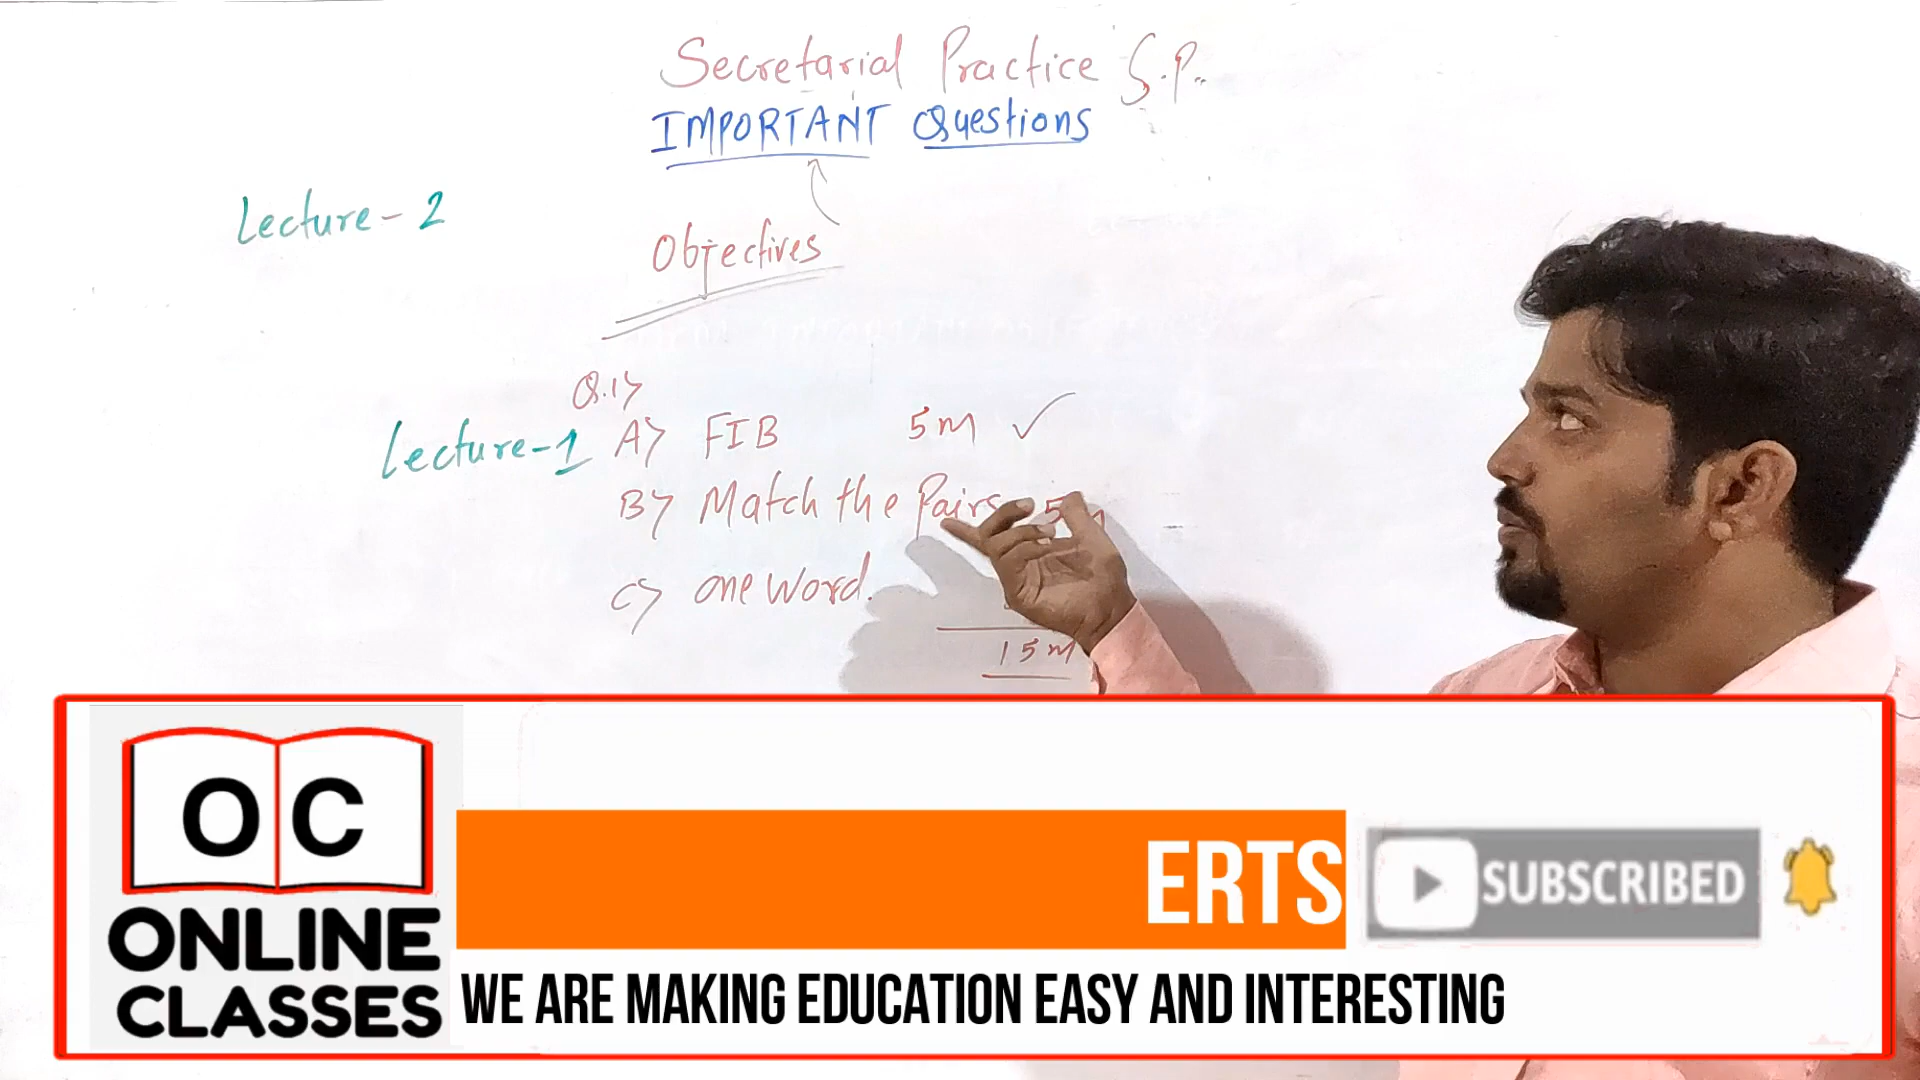 Secretarial Practice S.P.
IMPORTANT Questions
Lecture - 2
Objectives
Q.1>
Lecture-1 A> FIB 5m ✓
B> Match the Pairs 5m
C> one word.
15m
O C
ONLINE
CLASSES
ERTS
SUBSCRIBED
WE ARE MAKING EDUCATION EASY AND INTERESTING